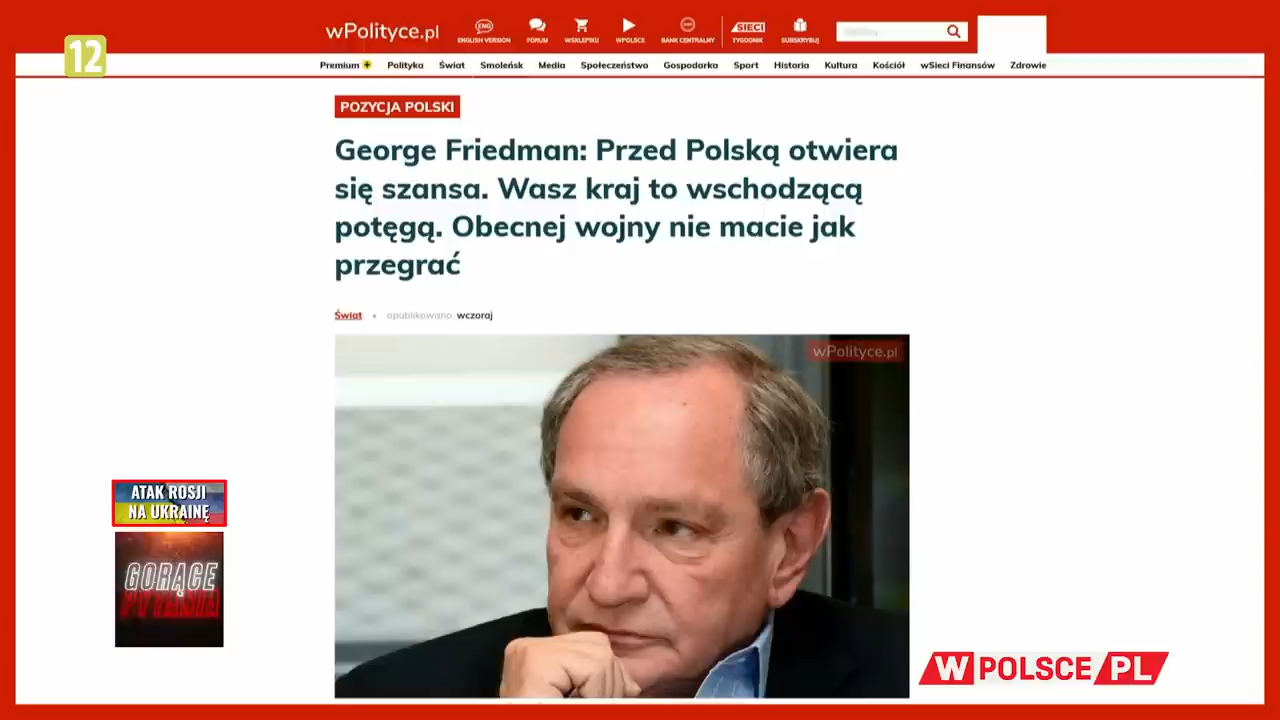 wPolityce.pl
ENG
ENGLISH VERSION
FORUM
WSKLEPIKU
WPOLSCE
BANK CENTRALNY
SIECI
TYGODNIK
SUBSKRYBUJ
12
Premium + Polityka Świat Smoleńsk Media Społeczeństwo Gospodarka Sport Historia Kultura Kościół wSieci Finansów Zdrowie
POZYCJA POLSKI
George Friedman: Przed Polską otwiera
się szansa. Wasz kraj to wschodzącą
potęgą. Obecnej wojny nie macie jak
przegrać
Świat • opublikowano wczoraj
wPolityce.pl
ATAK ROSJI
NA UKRAINĘ
GORĄCE
PYTANIA
W POLSCE.PL